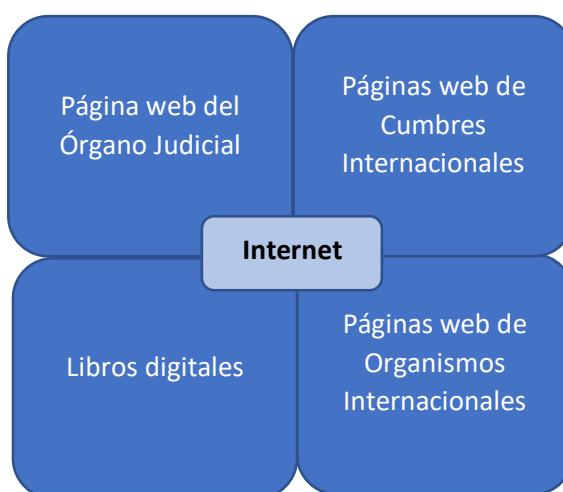 Página web del
Órgano Judicial
Páginas web de
Cumbres
Internacionales
Internet
Libros digitales
Páginas web de
Organismos
Internacionales